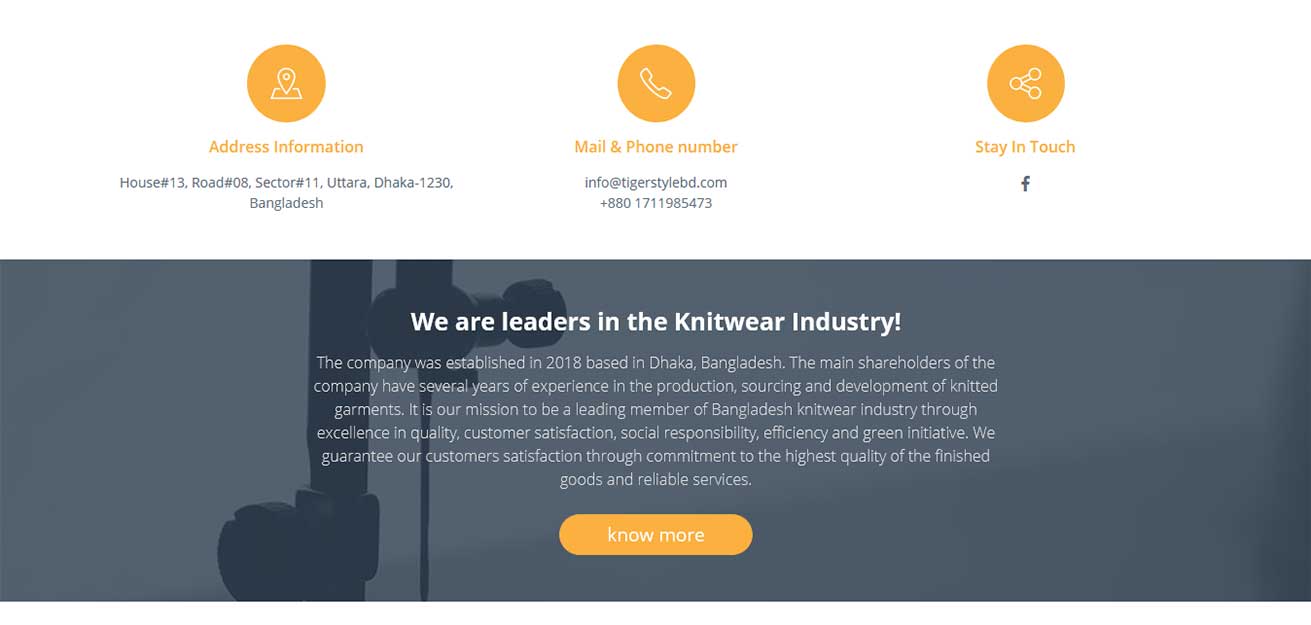 Address Information
House#13, Road#08, Sector#11, Uttara, Dhaka-1230,
Bangladesh
Mail & Phone number
info@tigerstylebd.com
+880 1711985473
Stay In Touch
We are leaders in the Knitwear Industry!
The company was established in 2018 based in Dhaka, Bangladesh. The main shareholders of the
company have several years of experience in the production, sourcing and development of knitted
garments. It is our mission to be a leading member of Bangladesh knitwear industry through
excellence in quality, customer satisfaction, social responsibility, efficiency and green initiative. We
guarantee our customers satisfaction through commitment to the highest quality of the finished
goods and reliable services.
know more